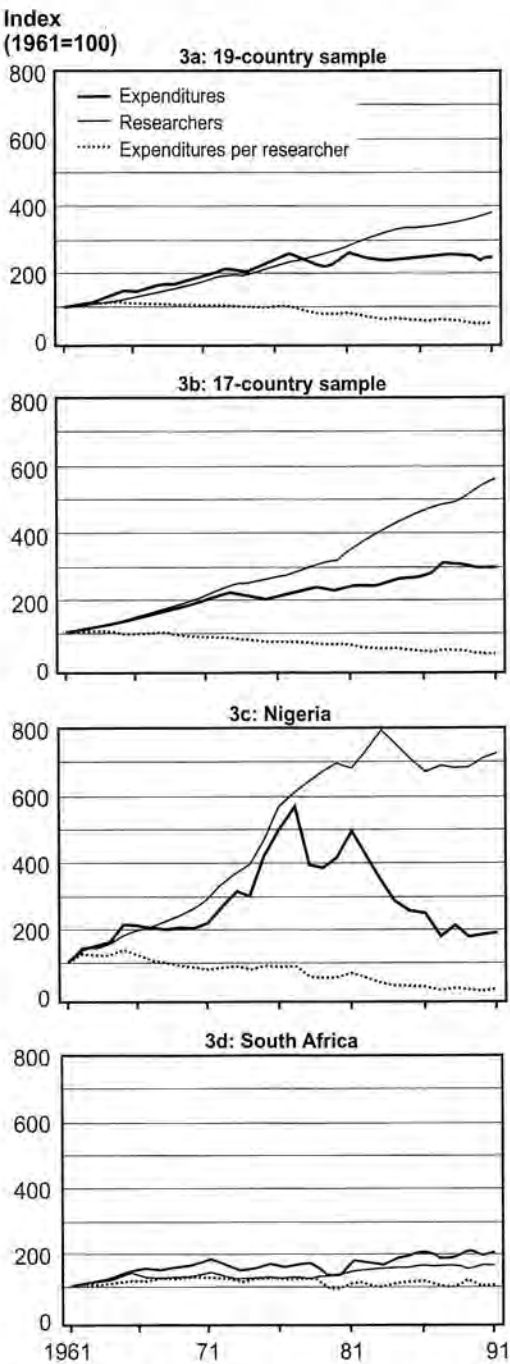 Index
(1961=100)
3a: 19-country sample
800
600
400
200
0
Expenditures
Researchers
Expenditures per researcher
3b: 17-country sample
800
600
400
200
0
3c: Nigeria
800
600
400
200
0
3d: South Africa
800
600
400
200
0
1961 71 81 91